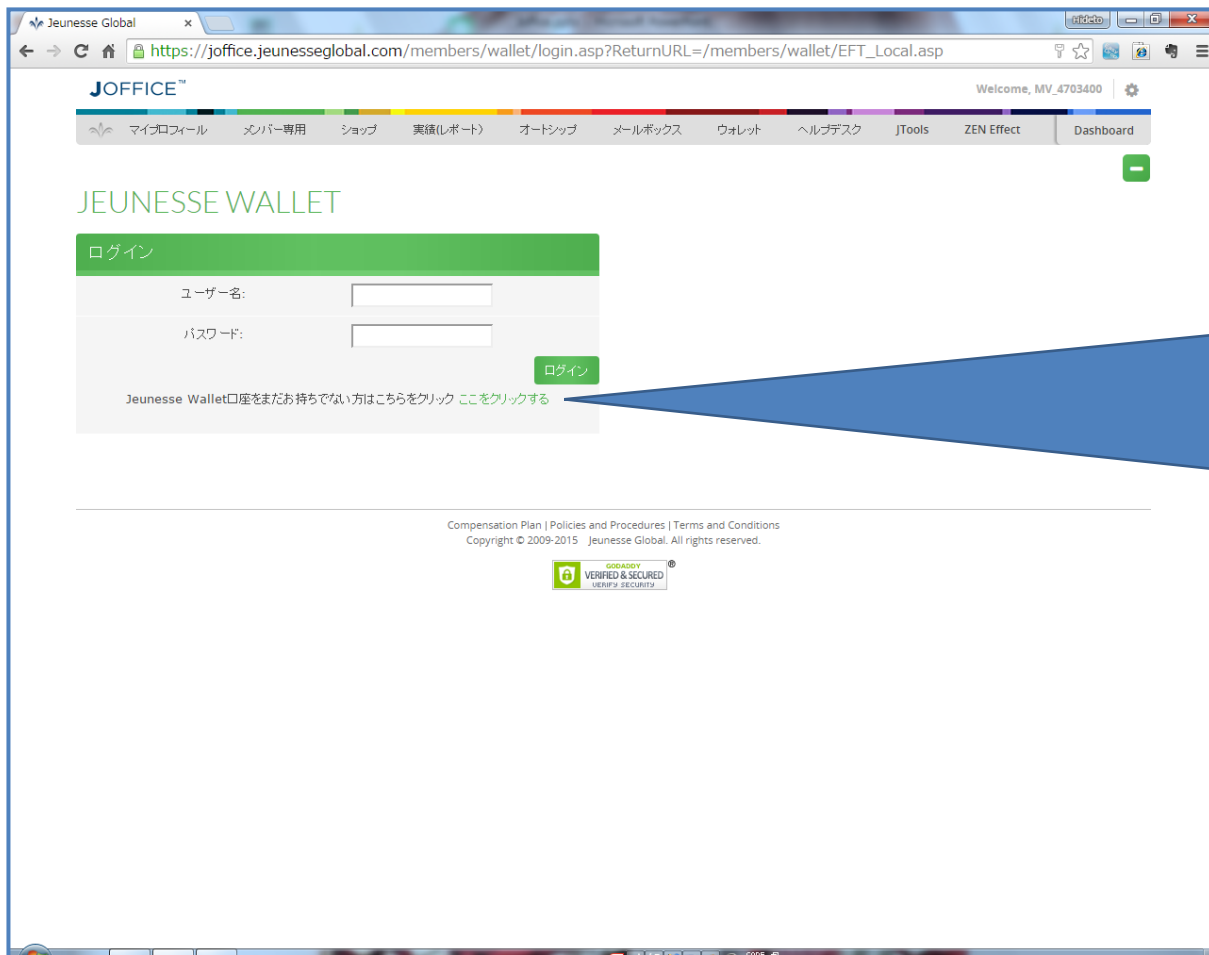 Jeunesse Global
Hideto
https://joffice.jeunesseglobal.com/members/wallet/login.asp?ReturnURL=/members/wallet/EFT_Local.asp
JOFFICE™
Welcome, MV_4703400
マイプロフィール メンバー専用 ショップ 実績(レポート) オートシップ メールボックス ウォレット ヘルプデスク JTools ZEN Effect Dashboard
JEUNESSE WALLET
ログイン
ユーザー名:
パスワード:
ログイン
Jeunesse Wallet口座をまだお持ちでない方はこちらをクリック ここをクリックする
Compensation Plan | Policies and Procedures | Terms and Conditions
Copyright © 2009-2015 Jeunesse Global. All rights reserved.
GODADDY
VERIFIED & SECURED
VERIFY SECURITY
®